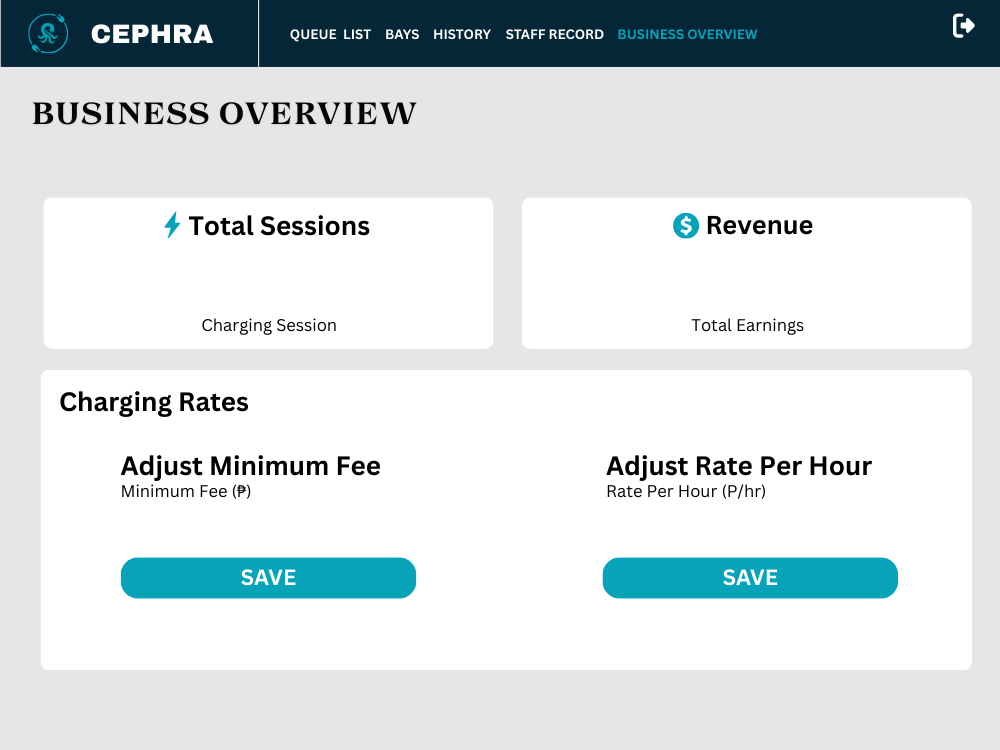 CEPHRA
QUEUE LIST BAYS HISTORY STAFF RECORD BUSINESS OVERVIEW
BUSINESS OVERVIEW
Total Sessions
Charging Session
$ Revenue
Total Earnings
Charging Rates
Adjust Minimum Fee
Minimum Fee (₱)
SAVE
Adjust Rate Per Hour
Rate Per Hour (P/hr)
SAVE